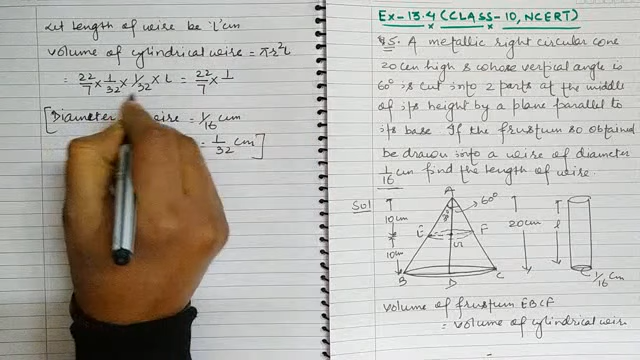 Let length of wire be 'L' cm
volume of cylindrical wire = πr²L
= 22/7 × 1/32 × 1/32 × L = 22/7 × 1/
[Diameter wire = 1/16 cm
= 1/32 cm]
Ex-13.4 (CLASS-10, NCERT)
5. A metallic right circular cone
20cm high & whose vertical angle is
60° is cut into 2 parts at the middle
of its height by a plane parallel to
its base If the frustum so obtained
be drawn into a wire of diameter
1/16 cm find the length of wire.
Sol
A
60°
10cm
E
F
G
10cm
B
D
C
20cm
l
1/16 cm
volume of frustum EBCF
= volume of cylindrical wire
=